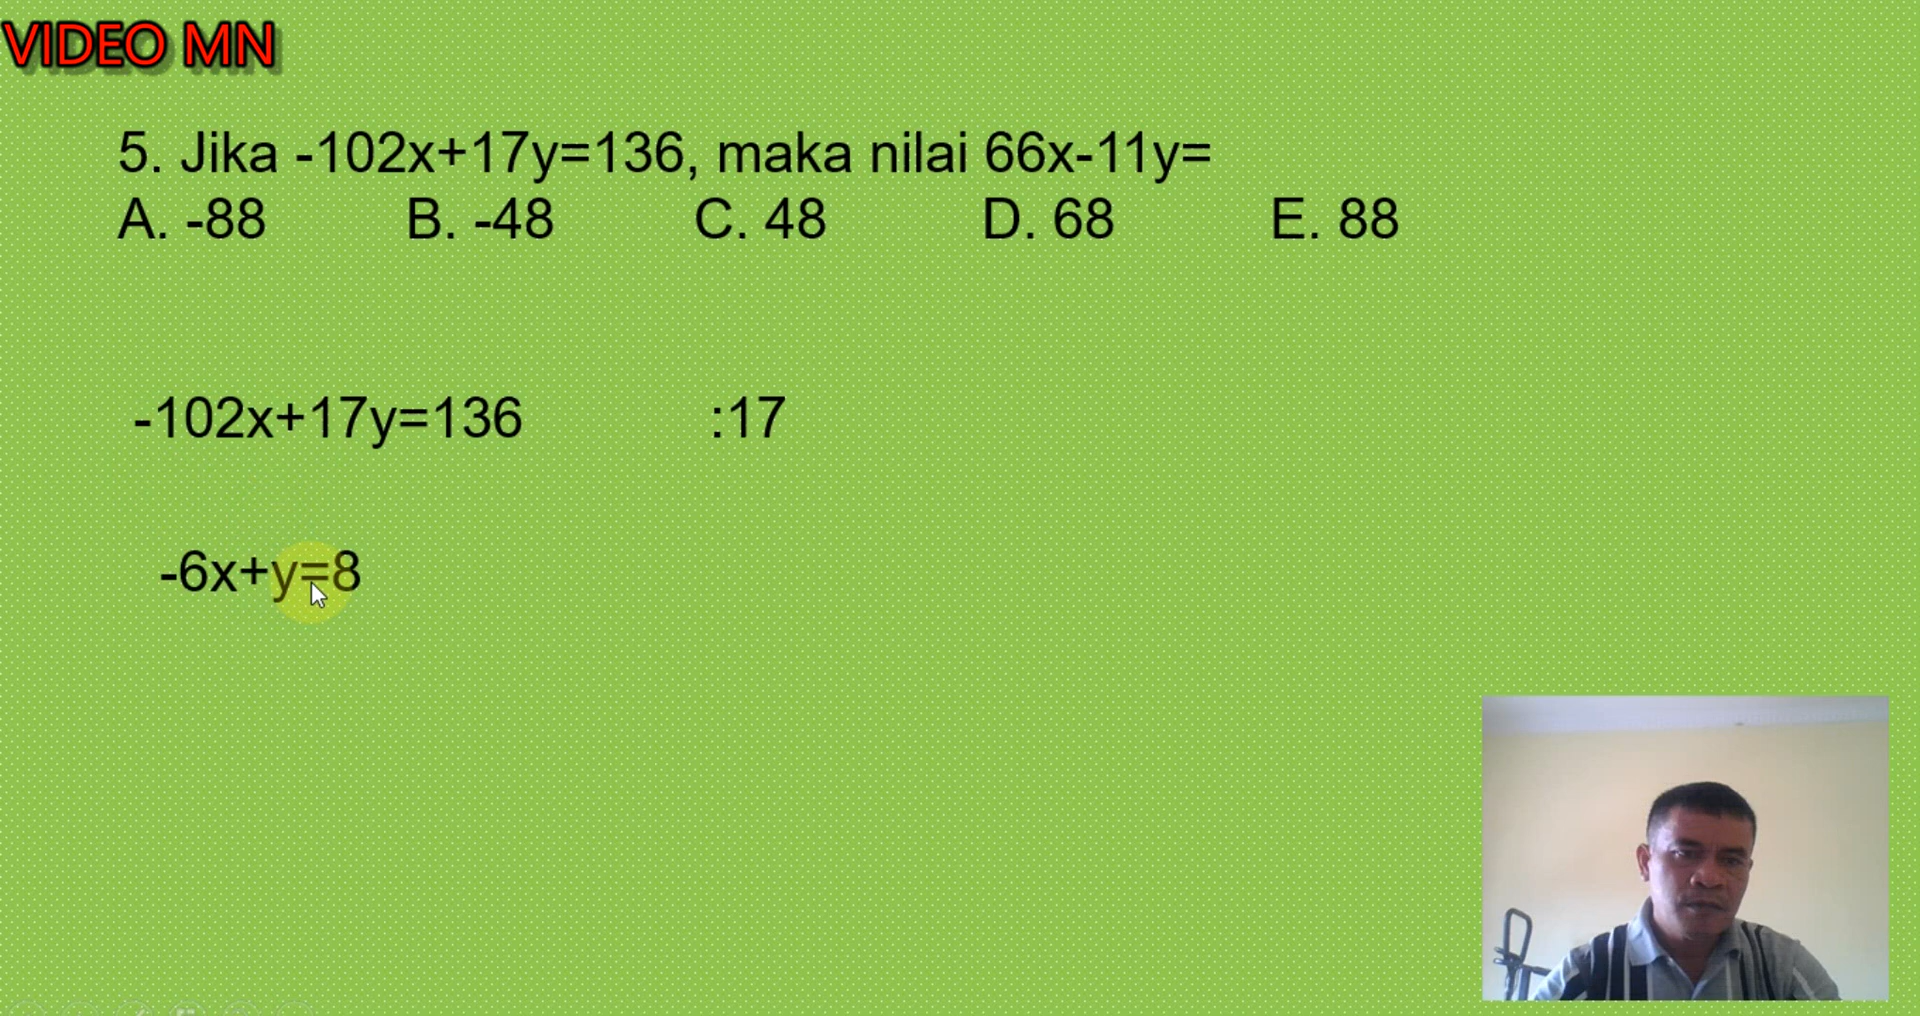 VIDEO MN
5. Jika -102x+17y=136, maka nilai 66x-11y=
A. -88 B. -48 C. 48 D. 68 E. 88
-102x+17y=136 :17
-6x+y=8